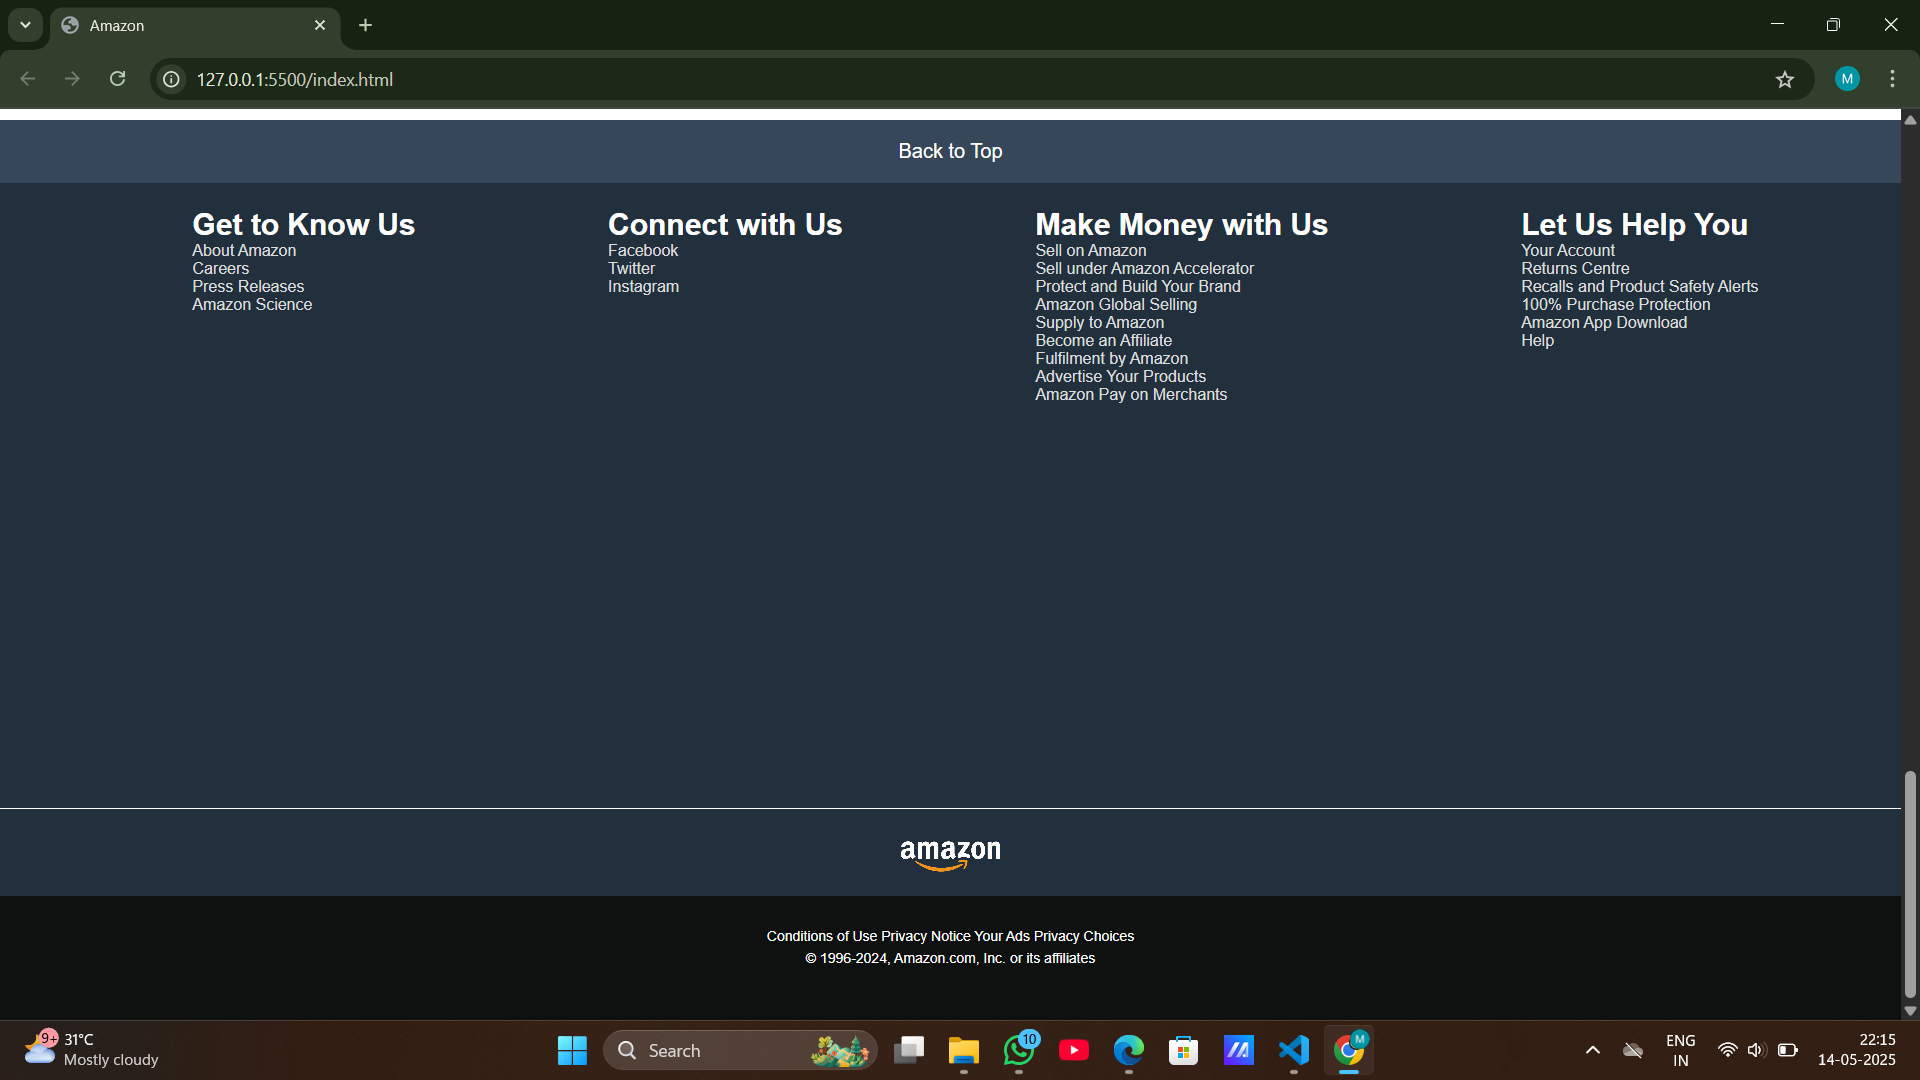 Amazon
127.0.0.1:5500/index.html
M
Back to Top
Get to Know Us
About Amazon
Careers
Press Releases
Amazon Science
Connect with Us
Facebook
Twitter
Instagram
Make Money with Us
Sell on Amazon
Sell under Amazon Accelerator
Protect and Build Your Brand
Amazon Global Selling
Supply to Amazon
Become an Affiliate
Fulfilment by Amazon
Advertise Your Products
Amazon Pay on Merchants
Let Us Help You
Your Account
Returns Centre
Recalls and Product Safety Alerts
100% Purchase Protection
Amazon App Download
Help
amazon
Conditions of Use Privacy Notice Your Ads Privacy Choices
© 1996-2024, Amazon.com, Inc. or its affiliates
9+
31°C
Mostly cloudy
Search
10
M
ENG
IN
22:15
14-05-2025